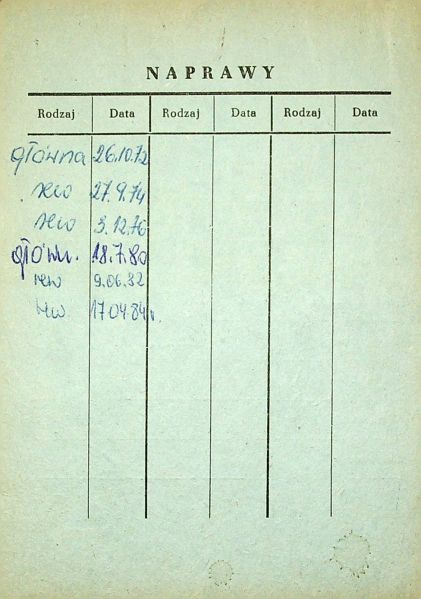 NAPRAWY
Rodzaj Data Rodzaj Data Rodzaj Data
główna 26.10.72
rew 27.9.74
rew 3.12.76
główn. 18.7.80
rew 9.06.82
rew. 17.04.84r.